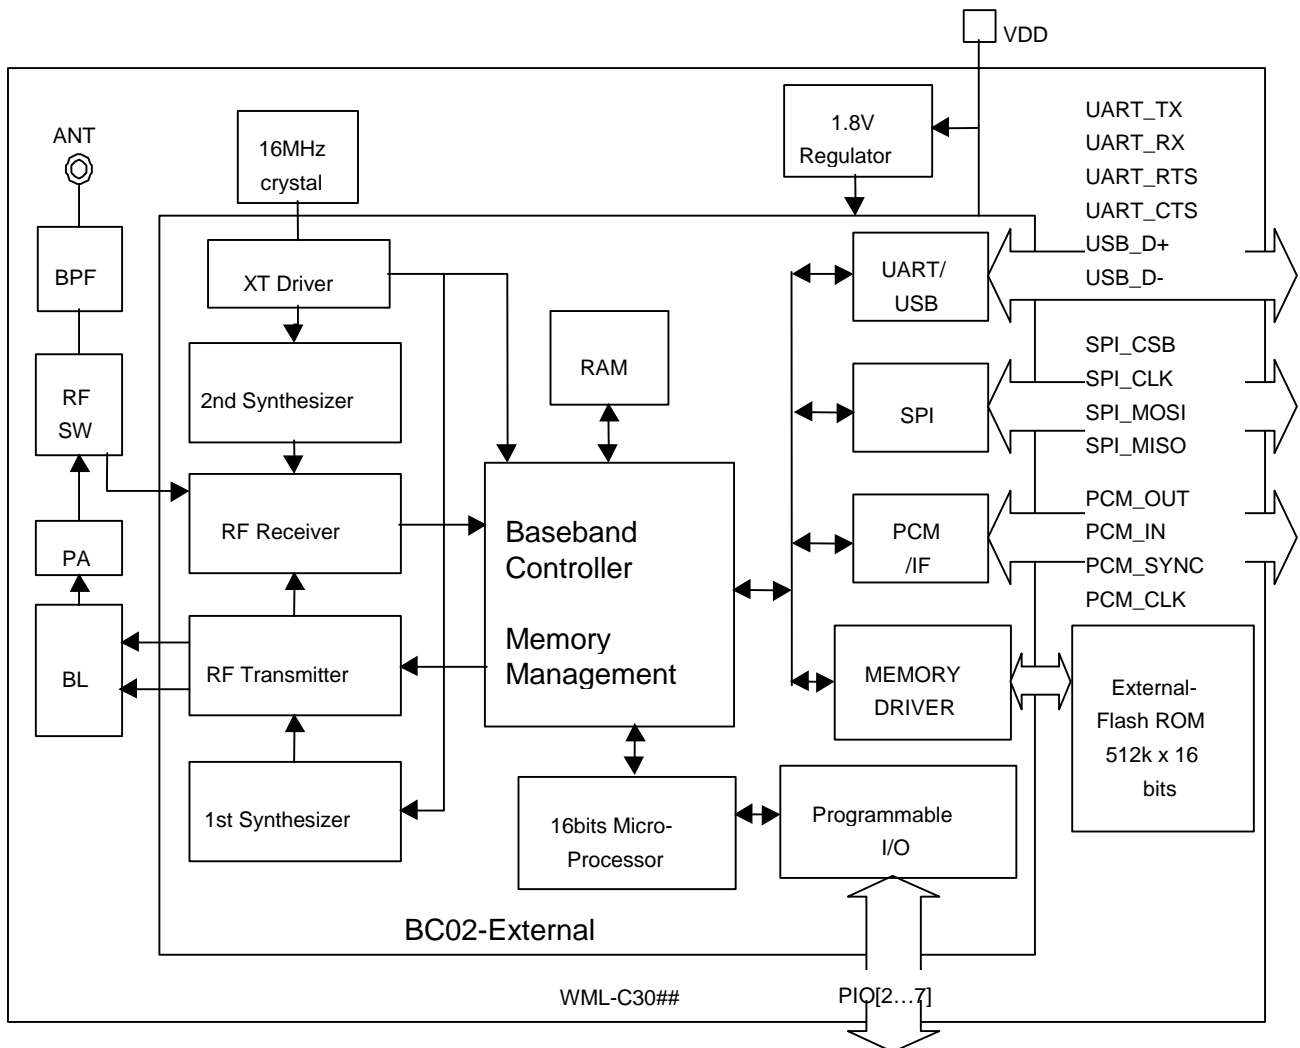 VDD
ANT
16MHz
crystal
1.8V
Regulator
UART_TX
UART_RX
UART_RTS
UART_CTS
USB_D+
USB_D-
BPF
XT Driver
UART/
USB
RF
SW
2nd Synthesizer
RAM
SPI
SPI_CSB
SPI_CLK
SPI_MOSI
SPI_MISO
PA
RF Receiver
Baseband
Controller
Memory
Management
PCM
/IF
PCM_OUT
PCM_IN
PCM_SYNC
PCM_CLK
BL
RF Transmitter
MEMORY
DRIVER
External-
Flash ROM
512k x 16
bits
1st Synthesizer
16bits Micro-
Processor
Programmable
I/O
BC02-External
WML-C30##
PIO[2…7]